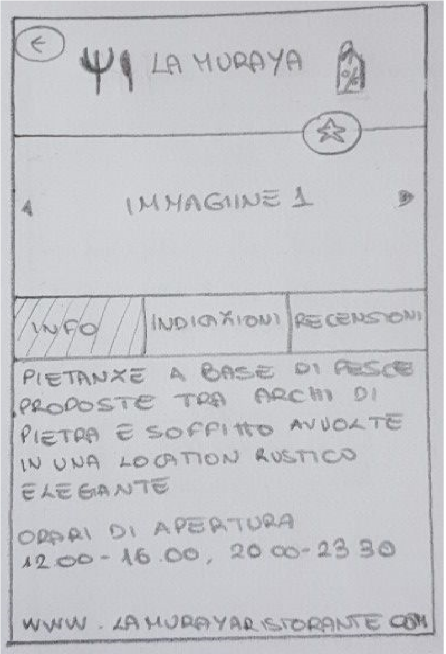 LA MURAYA
%
IMMAGIINE 1
INFO
INDICAZIONI
RECENSIONI
PIETANZE A BASE DI PESCE
PROPOSTE TRA ARCHI DI
PIETRA E SOFFITTO AVVOLTE
IN UNA LOCATION RUSTICO
ELEGANTE
ORARI DI APERTURA
12.00-16.00, 20 00-23 30
WWW.LAMURAYARISTORANTE.COM